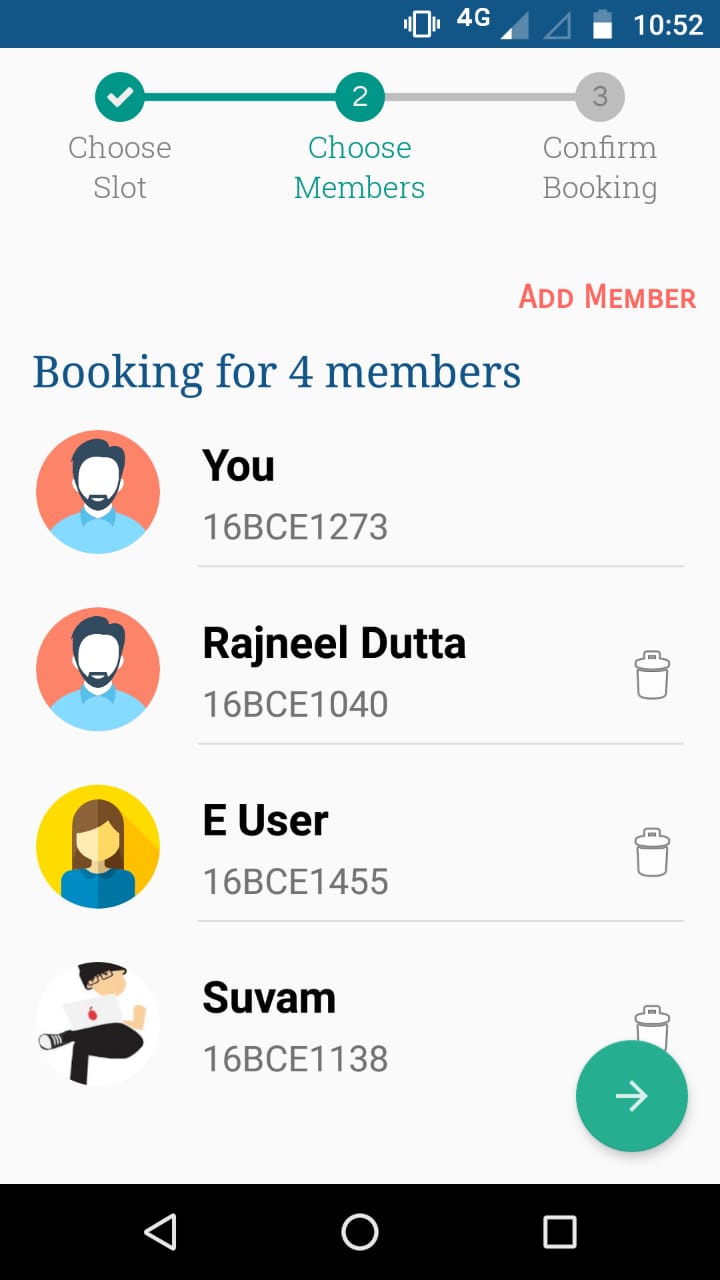 4G 10:52
2 3
Choose Choose Confirm
Slot Members Booking
ADD MEMBER
Booking for 4 members
You
16BCE1273
Rajneel Dutta
16BCE1040
E User
16BCE1455
Suvam
16BCE1138